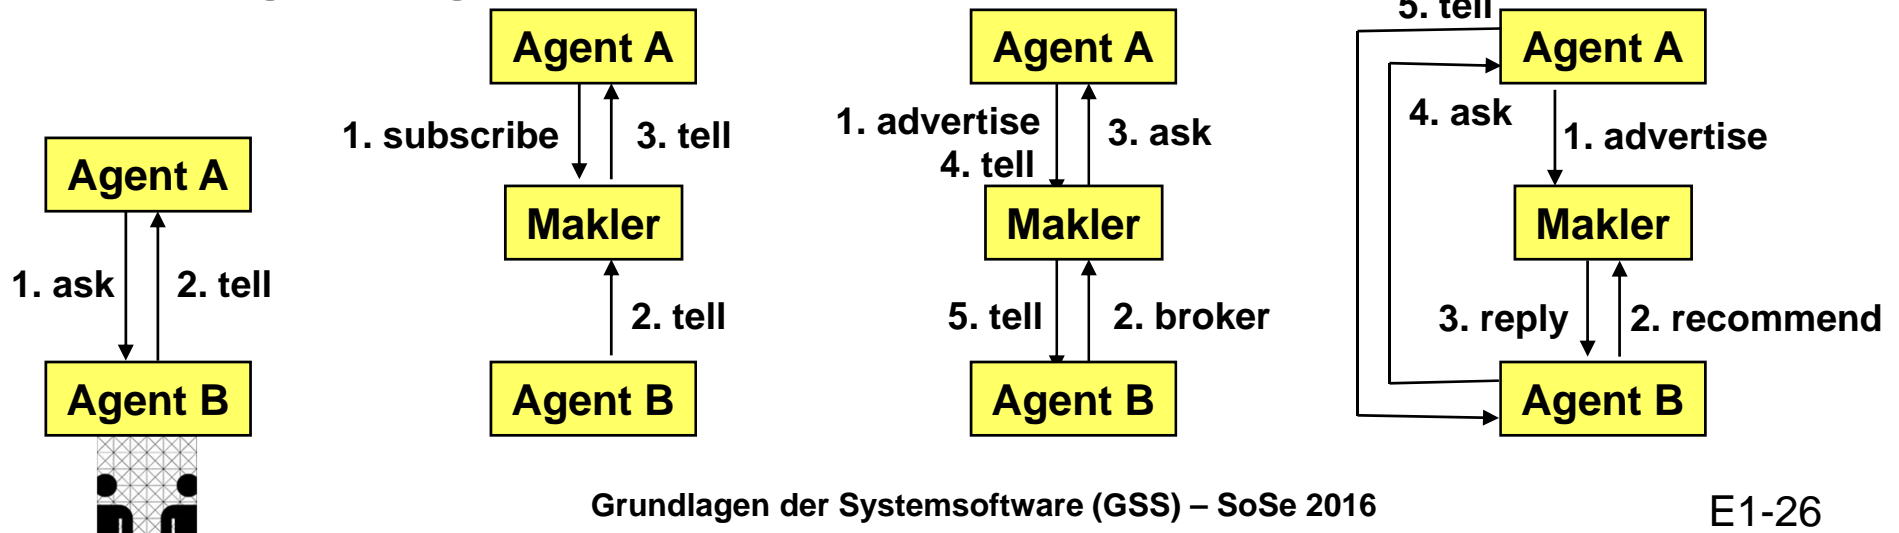 Agent A
1. ask
2. tell
Agent B
Agent A
1. subscribe
3. tell
Makler
2. tell
Agent B
Agent A
1. advertise
4. tell
3. ask
Makler
5. tell
2. broker
Agent B
5. tell
Agent A
4. ask
1. advertise
Makler
3. reply
2. recommend
Agent B
Grundlagen der Systemsoftware (GSS) – SoSe 2016
E1-26